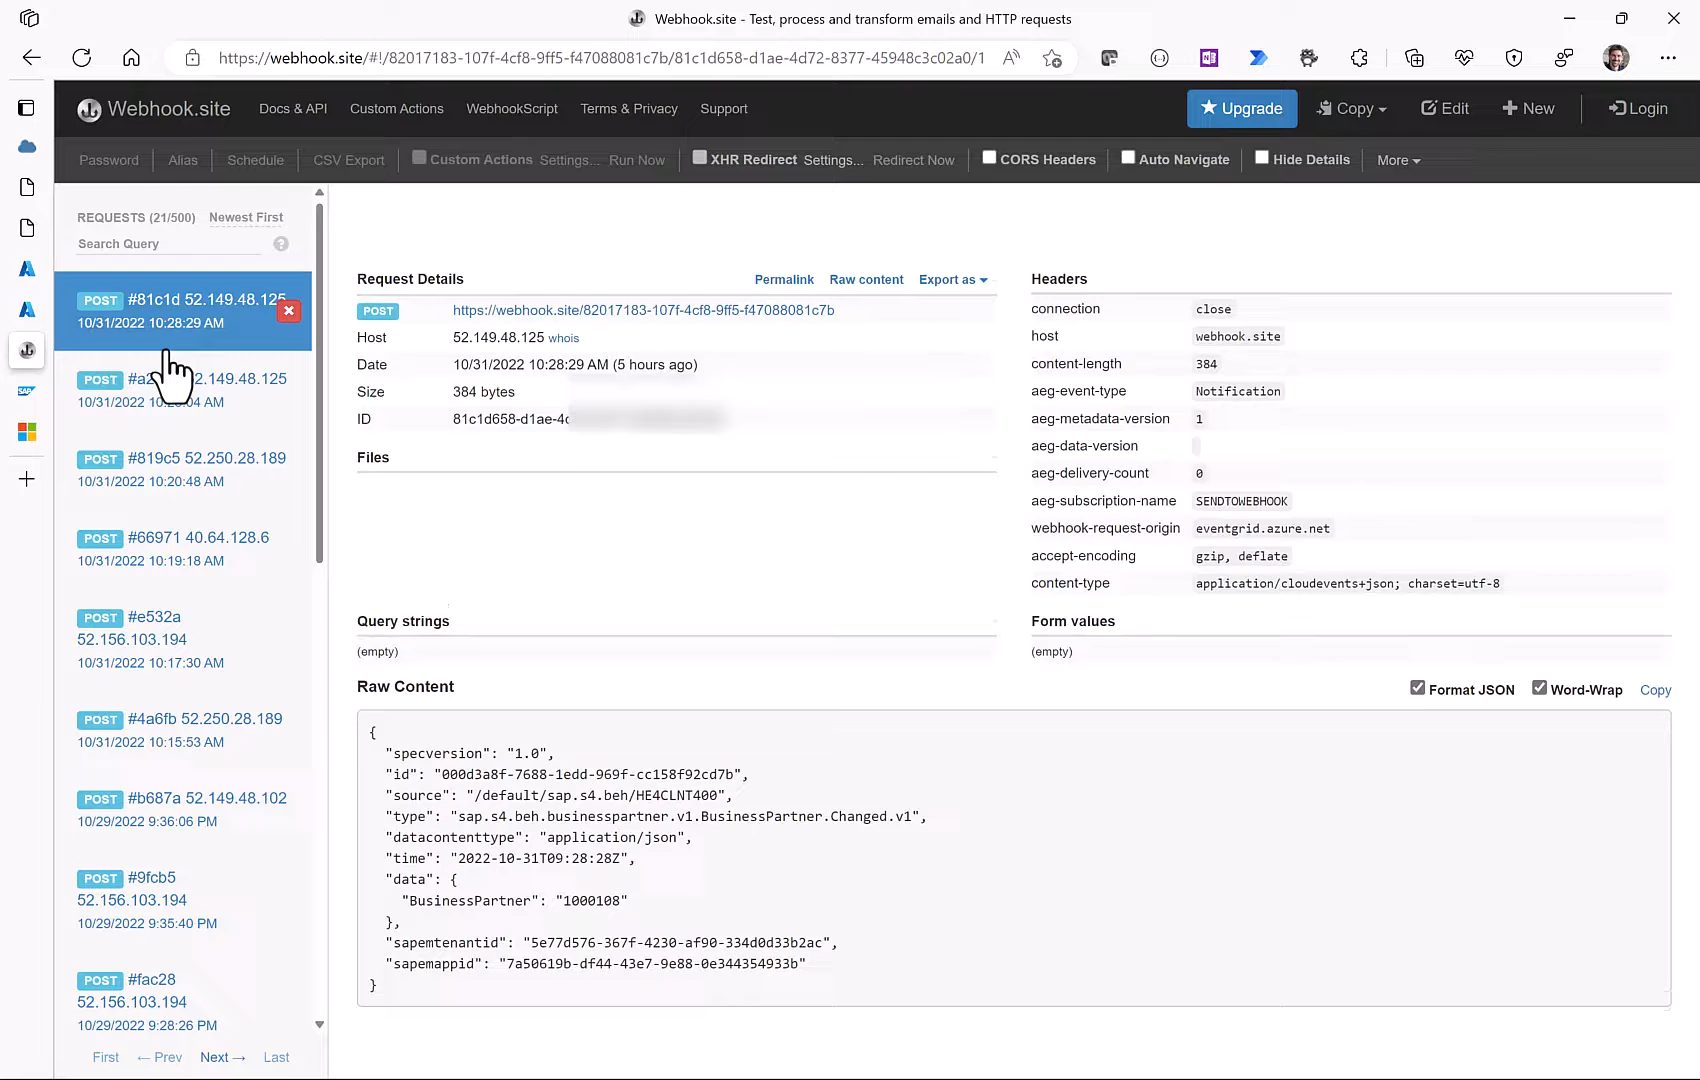 Webhook.site - Test, process and transform emails and HTTP requests
https://webhook.site/#!/82017183-107f-4cf8-9ff5-f47088081c7b/81c1d658-d1ae-4d72-8377-45948c3c02a0/1
Webhook.site Docs & API Custom Actions WebhookScript Terms & Privacy Support Upgrade Copy Edit New Login
Password Alias Schedule CSV Export Custom Actions Settings... Run Now XHR Redirect Settings... Redirect Now CORS Headers Auto Navigate Hide Details More
REQUESTS (21/500) Newest First
Search Query ?
POST #81c1d 52.149.48.125
10/31/2022 10:28:29 AM
POST 52.149.48.125
10/31/2022 AM
POST #819c5 52.250.28.189
10/31/2022 10:20:48 AM
POST #66971 40.64.128.6
10/31/2022 10:19:18 AM
POST #e532a
52.156.103.194
10/31/2022 10:17:30 AM
POST #4a6fb 52.250.28.189
10/31/2022 10:15:53 AM
POST #b687a 52.149.48.102
10/29/2022 9:36:06 PM
POST #9fcb5
52.156.103.194
10/29/2022 9:35:40 PM
POST #fac28
52.156.103.194
10/29/2022 9:28:26 PM
First ← Prev Next → Last
Request Details Permalink Raw content Export as
POST https://webhook.site/82017183-107f-4cf8-9ff5-f47088081c7b
Host 52.149.48.125 whois
Date 10/31/2022 10:28:29 AM (5 hours ago)
Size 384 bytes
ID 81c1d658-d1ae-4
Files
Headers
connection close
host webhook.site
content-length 384
aeg-event-type Notification
aeg-metadata-version 1
aeg-data-version
aeg-delivery-count 0
aeg-subscription-name SENDTOWEBHOOK
webhook-request-origin eventgrid.azure.net
accept-encoding gzip, deflate
content-type application/cloudevents+json; charset=utf-8
Query strings
(empty)
Form values
(empty)
Raw Content Format JSON Word-Wrap Copy
{
"specversion": "1.0",
"id": "000d3a8f-7688-1edd-969f-cc158f92cd7b",
"source": "/default/sap.s4.beh/HE4CLNT400",
"type": "sap.s4.beh.businesspartner.v1.BusinessPartner.Changed.v1",
"datacontenttype": "application/json",
"time": "2022-10-31T09:28:28Z",
"data": {
"BusinessPartner": "1000108"
},
"sapemtenantid": "5e77d576-367f-4230-af90-334d0d33b2ac",
"sapemappid": "7a50619b-df44-43e7-9e88-0e344354933b"
}